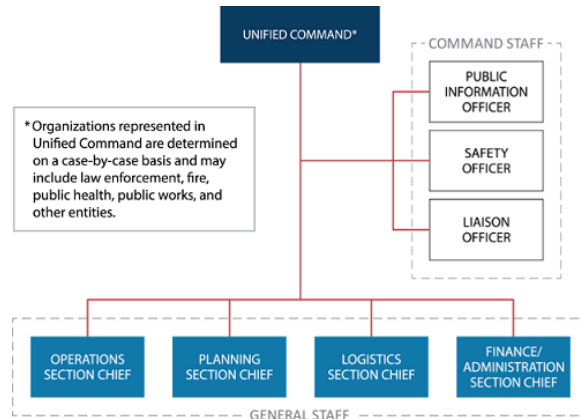 UNIFIED COMMAND*
COMMAND STAFF
PUBLIC
INFORMATION
OFFICER
SAFETY
OFFICER
LIAISON
OFFICER
*Organizations represented in
Unified Command are determined
on a case-by-case basis and may
include law enforcement, fire,
public health, public works, and
other entities.
OPERATIONS
SECTION CHIEF
PLANNING
SECTION CHIEF
LOGISTICS
SECTION CHIEF
FINANCE/
ADMINISTRATION
SECTION CHIEF
GENERAL STAFF